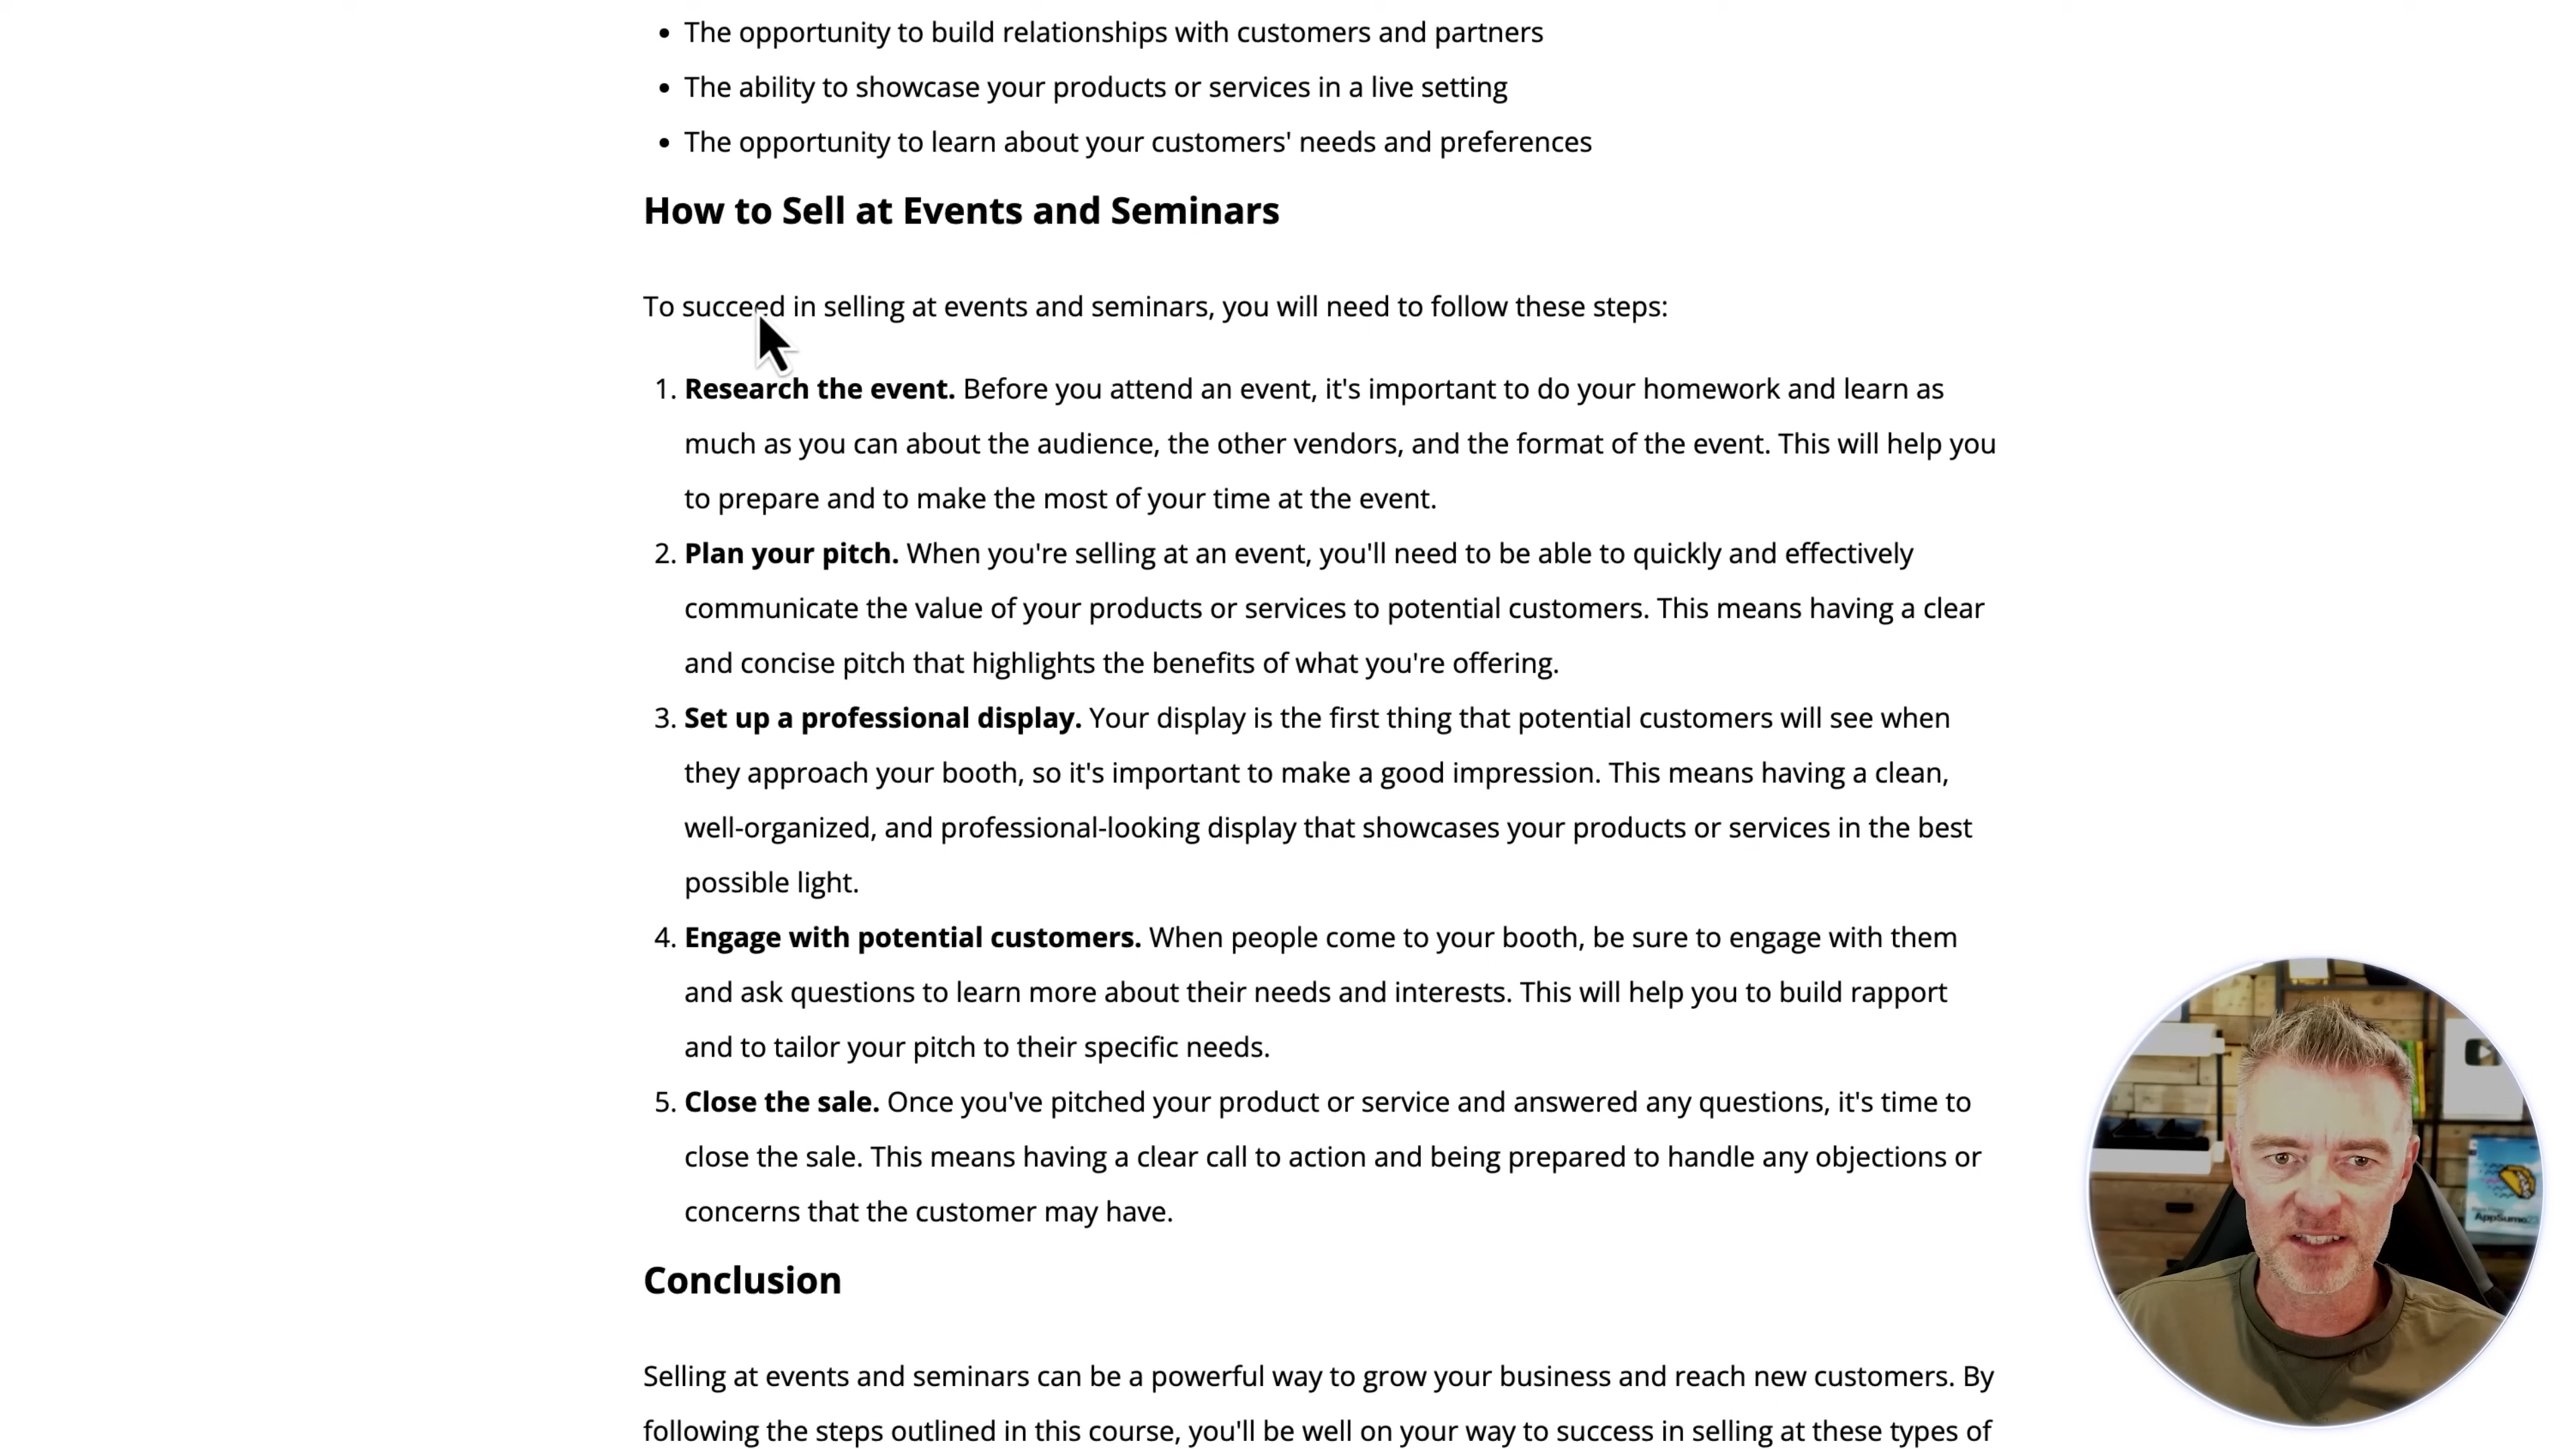 • The opportunity to build relationships with customers and partners
• The ability to showcase your products or services in a live setting
• The opportunity to learn about your customers' needs and preferences
How to Sell at Events and Seminars
To succeed in selling at events and seminars, you will need to follow these steps:
1. Research the event. Before you attend an event, it's important to do your homework and learn as
much as you can about the audience, the other vendors, and the format of the event. This will help you
to prepare and to make the most of your time at the event.
2. Plan your pitch. When you're selling at an event, you'll need to be able to quickly and effectively
communicate the value of your products or services to potential customers. This means having a clear
and concise pitch that highlights the benefits of what you're offering.
3. Set up a professional display. Your display is the first thing that potential customers will see when
they approach your booth, so it's important to make a good impression. This means having a clean,
well-organized, and professional-looking display that showcases your products or services in the best
possible light.
4. Engage with potential customers. When people come to your booth, be sure to engage with them
and ask questions to learn more about their needs and interests. This will help you to build rapport
and to tailor your pitch to their specific needs.
5. Close the sale. Once you've pitched your product or service and answered any questions, it's time to
close the sale. This means having a clear call to action and being prepared to handle any objections or
concerns that the customer may have.
Conclusion
Selling at events and seminars can be a powerful way to grow your business and reach new customers. By
following the steps outlined in this course, you'll be well on your way to success in selling at these types of
AppSumo